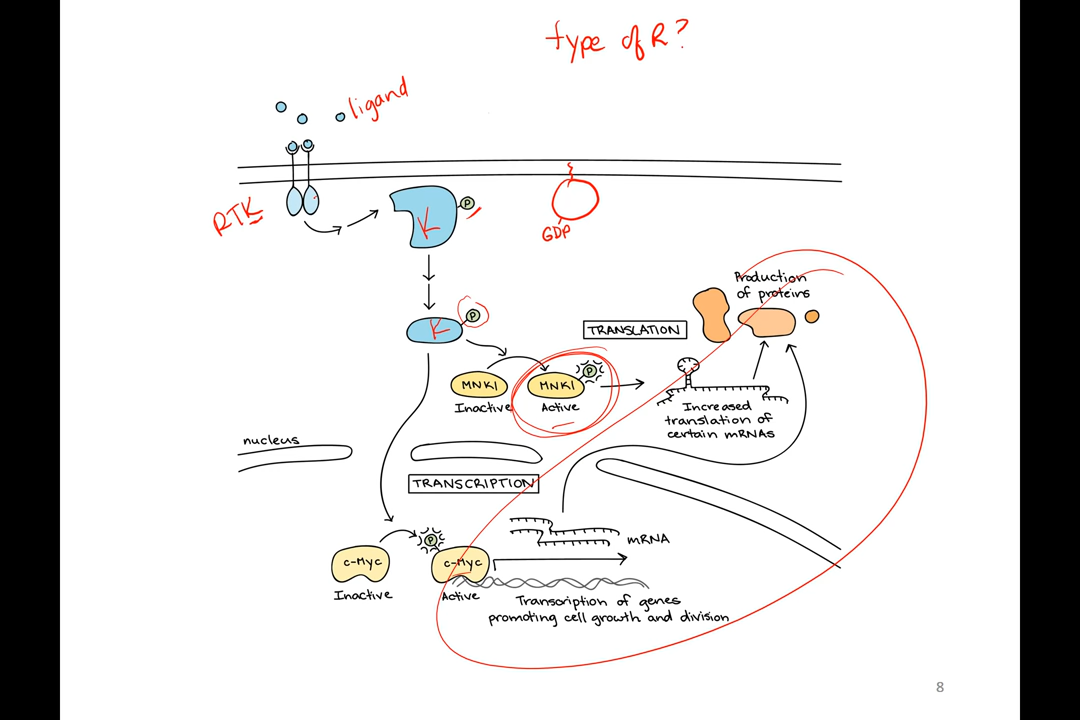 type of R?
ligand
RTK
K
P
GDP
Production
of proteins
K
P
TRANSLATION
MNK1
Inactive
MNK1
Active
P
Increased
translation of
certain mRNAs
nucleus
TRANSCRIPTION
mRNA
c-Myc
Inactive
P
c-Myc
Active
Transcription of genes
promoting cell growth and division
8